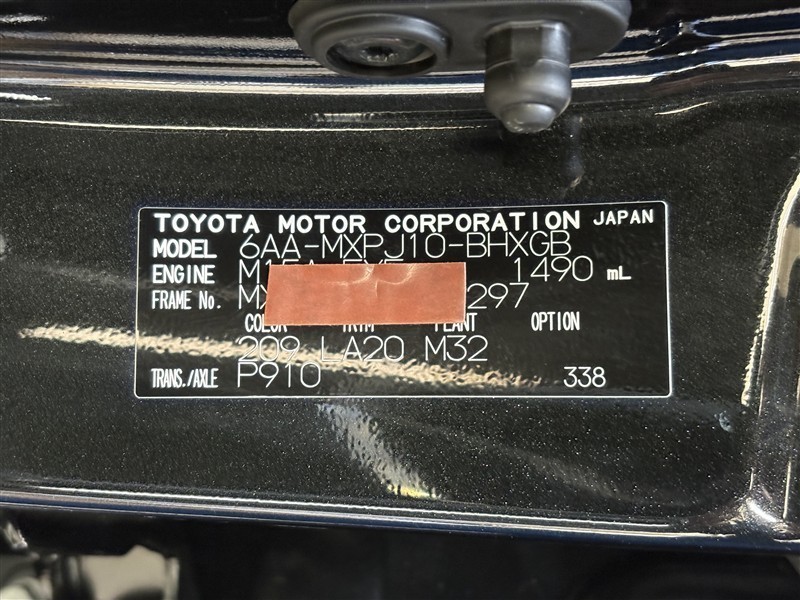 TOYOTA MOTOR CORPORATION JAPAN
MODEL 6AA-MXPJ10-BHXGB
ENGINE 1490 mL
FRAME No. MX 297
COLOR TRIM PLANT OPTION
209 LA20 M32
TRANS./AXLE P910 338